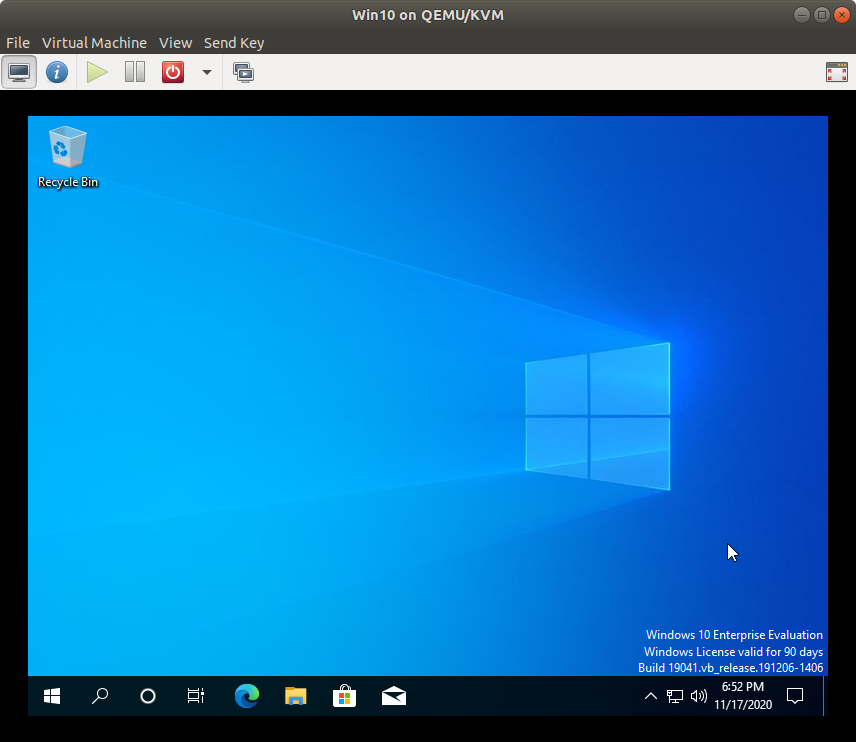 Win10 on QEMU/KVM
File Virtual Machine View Send Key
Recycle Bin
Windows 10 Enterprise Evaluation
Windows License valid for 90 days
Build 19041.vb_release.191206-1406
6:52 PM
11/17/2020